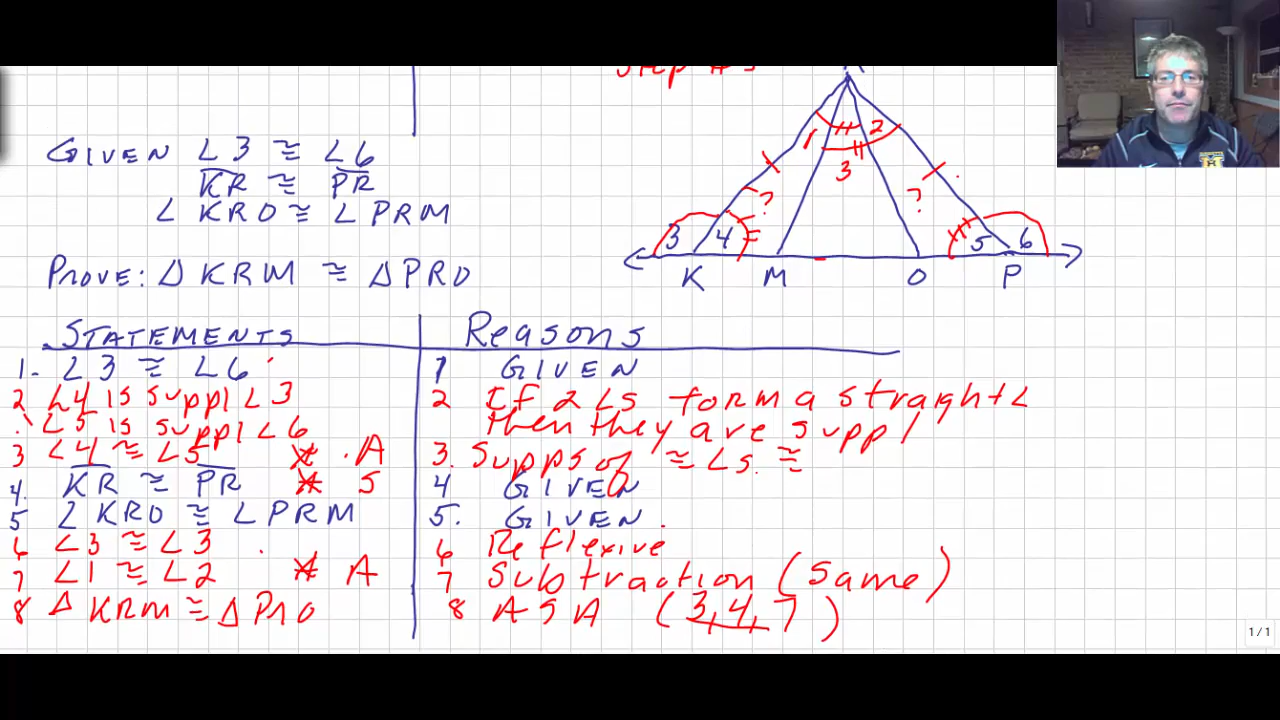 Step #s
GIVEN ∠3 ≅ ∠6
KR ≅ PR
∠ KRO ≅ ∠ PRM
PROVE: △ KRM ≅ △ PRO
1 2
3
? ?
3 4 5 6
K M O P
STATEMENTS Reasons
1. ∠3 ≅ ∠6 1 GIVEN
2 ∠4 is suppl ∠3 2 If 2 ∠s form a straight ∠
∠5 is suppl ∠6 then they are suppl
3 ∠4 ≅ ∠5 * A 3. Supps of ≅ ∠s. ≅
4. KR ≅ PR * S 4 GIVEN
5 ∠KRO ≅ ∠PRM 5. GIVEN.
6 ∠3 ≅ ∠3 6 Reflexive
7 ∠1 ≅ ∠2 * A 7 Subtraction (same)
8 △ KRM ≅ △ PRO 8 ASA (3,4,7)
1/1